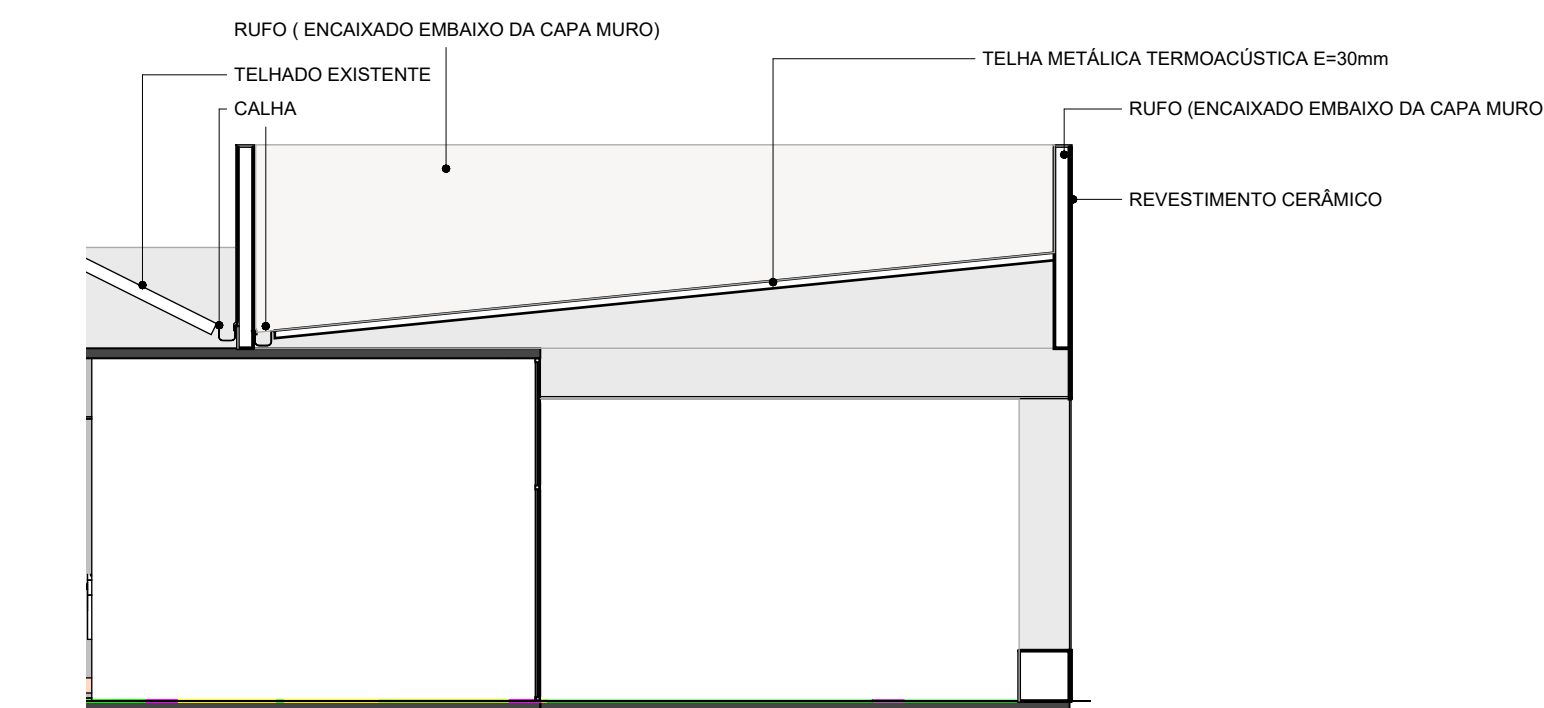 RUFO ( ENCAIXADO EMBAIXO DA CAPA MURO)
TELHADO EXISTENTE
CALHA
TELHA METÁLICA TERMOACÚSTICA E=30mm
RUFO (ENCAIXADO EMBAIXO DA CAPA MURO
REVESTIMENTO CERÂMICO